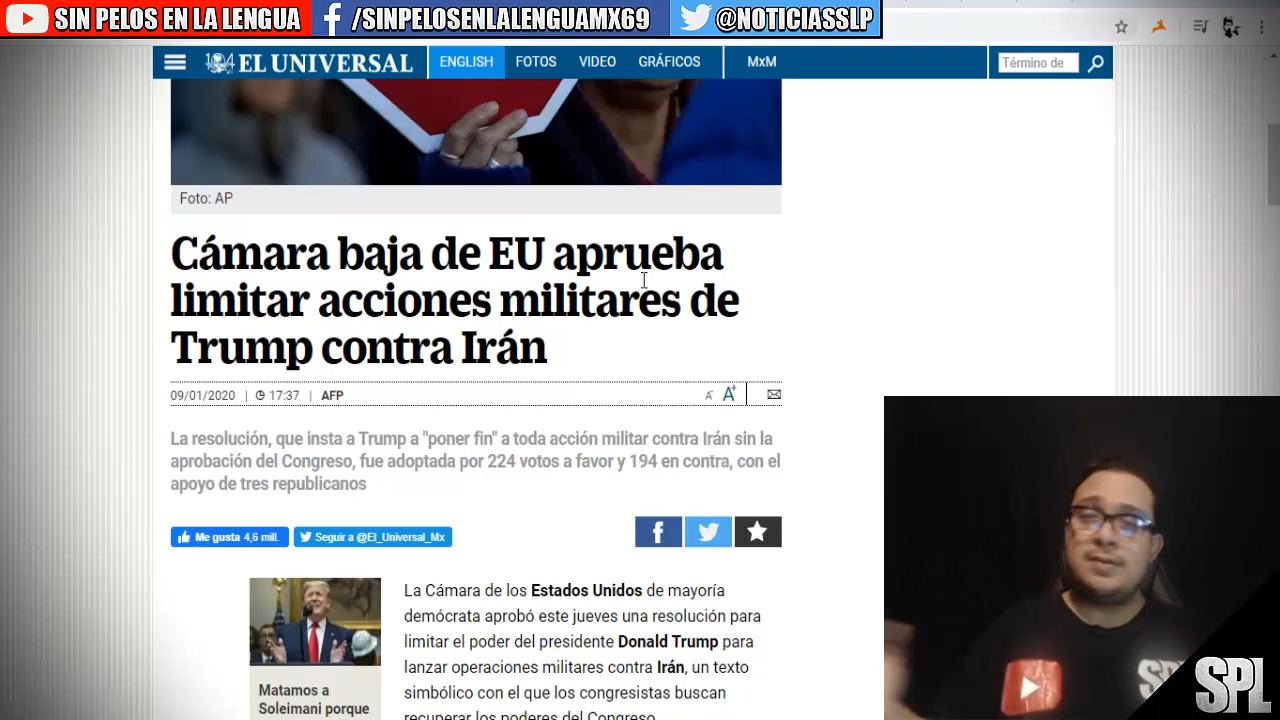 SIN PELOS EN LA LENGUA
/SINPELOSENLALENGUAMX69
@NOTICIASSLP
EL UNIVERSAL
ENGLISH
FOTOS
VIDEO
GRÁFICOS
MxM
Término de
Foto: AP
Cámara baja de EU aprueba
limitar acciones militares de
Trump contra Irán
09/01/2020 | 17:37 | AFP
A- A+
La resolución, que insta a Trump a "poner fin" a toda acción militar contra Irán sin la
aprobación del Congreso, fue adoptada por 224 votos a favor y 194 en contra, con el
apoyo de tres republicanos
Me gusta 4,6 mill.
Seguir a @El_Universal_Mx
La Cámara de los Estados Unidos de mayoría
demócrata aprobó este jueves una resolución para
limitar el poder del presidente Donald Trump para
lanzar operaciones militares contra Irán, un texto
simbólico con el que los congresistas buscan
recuperar los poderes del Congreso.
Matamos a
Soleimani porque
SPL